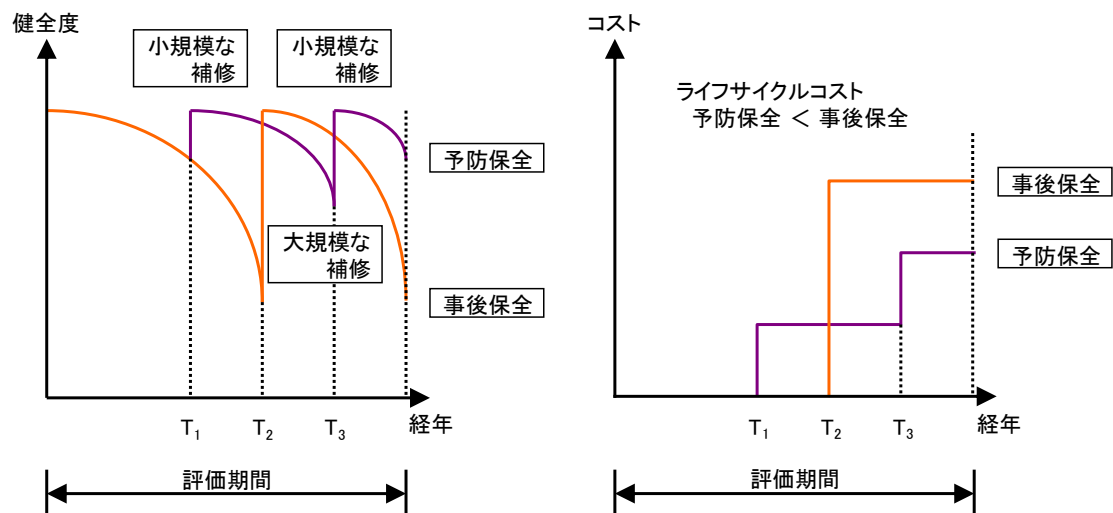 健全度
小規模な
補修
小規模な
補修
予防保全
大規模な
補修
事後保全
T1 T2 T3 経年
評価期間
コスト
ライフサイクルコスト
予防保全 ＜ 事後保全
事後保全
予防保全
T1 T2 T3 経年
評価期間